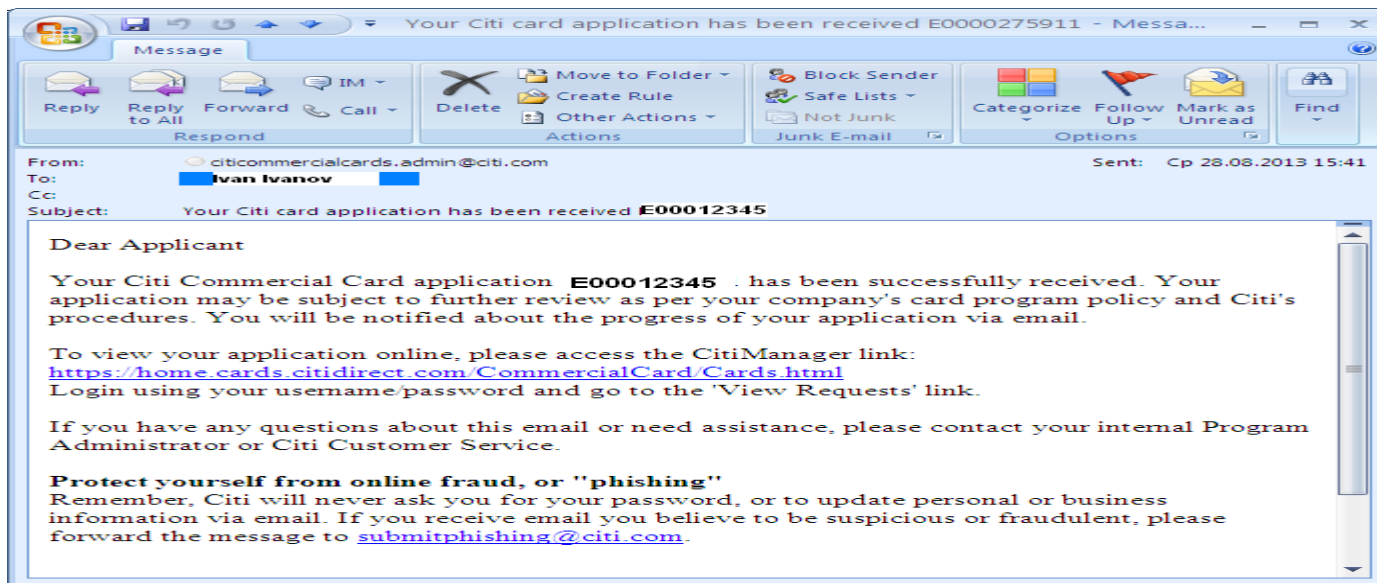 Your Citi card application has been received E0000275911 - Messa...
Message
Reply
Reply to All
Forward
IM
Call
Respond
Delete
Move to Folder
Create Rule
Other Actions
Actions
Block Sender
Safe Lists
Not Junk
Junk E-mail
Categorize
Follow Up
Mark as Unread
Options
Find
From: citicommercialcards.admin@citi.com
Sent: Ср 28.08.2013 15:41
To: Ivan Ivanov
Cc:
Subject: Your Citi card application has been received E00012345
Dear Applicant
Your Citi Commercial Card application E00012345 . has been successfully received. Your
application may be subject to further review as per your company's card program policy and Citi's
procedures. You will be notified about the progress of your application via email.
To view your application online, please access the CitiManager link:
https://home.cards.citidirect.com/CommercialCard/Cards.html
Login using your username/password and go to the 'View Requests' link.
If you have any questions about this email or need assistance, please contact your internal Program
Administrator or Citi Customer Service.
Protect yourself from online fraud, or "phishing"
Remember, Citi will never ask you for your password, or to update personal or business
information via email. If you receive email you believe to be suspicious or fraudulent, please
forward the message to submitphishing@citi.com.